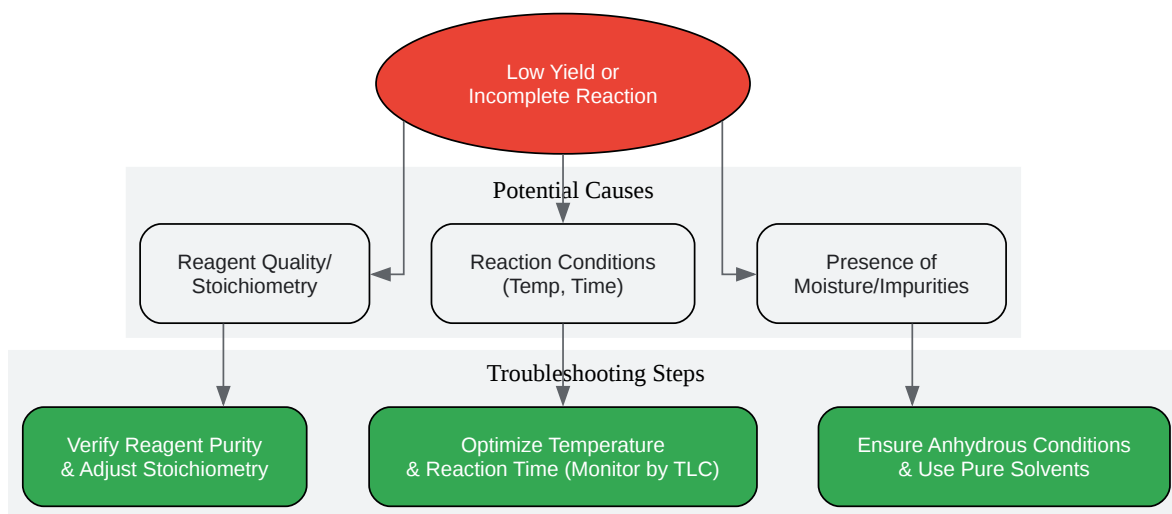 Low Yield or
Incomplete Reaction
Potential Causes
Reagent Quality/
Stoichiometry
Reaction Conditions
(Temp, Time)
Presence of
Moisture/Impurities
Troubleshooting Steps
Verify Reagent Purity
& Adjust Stoichiometry
Optimize Temperature
& Reaction Time (Monitor by TLC)
Ensure Anhydrous Conditions
& Use Pure Solvents